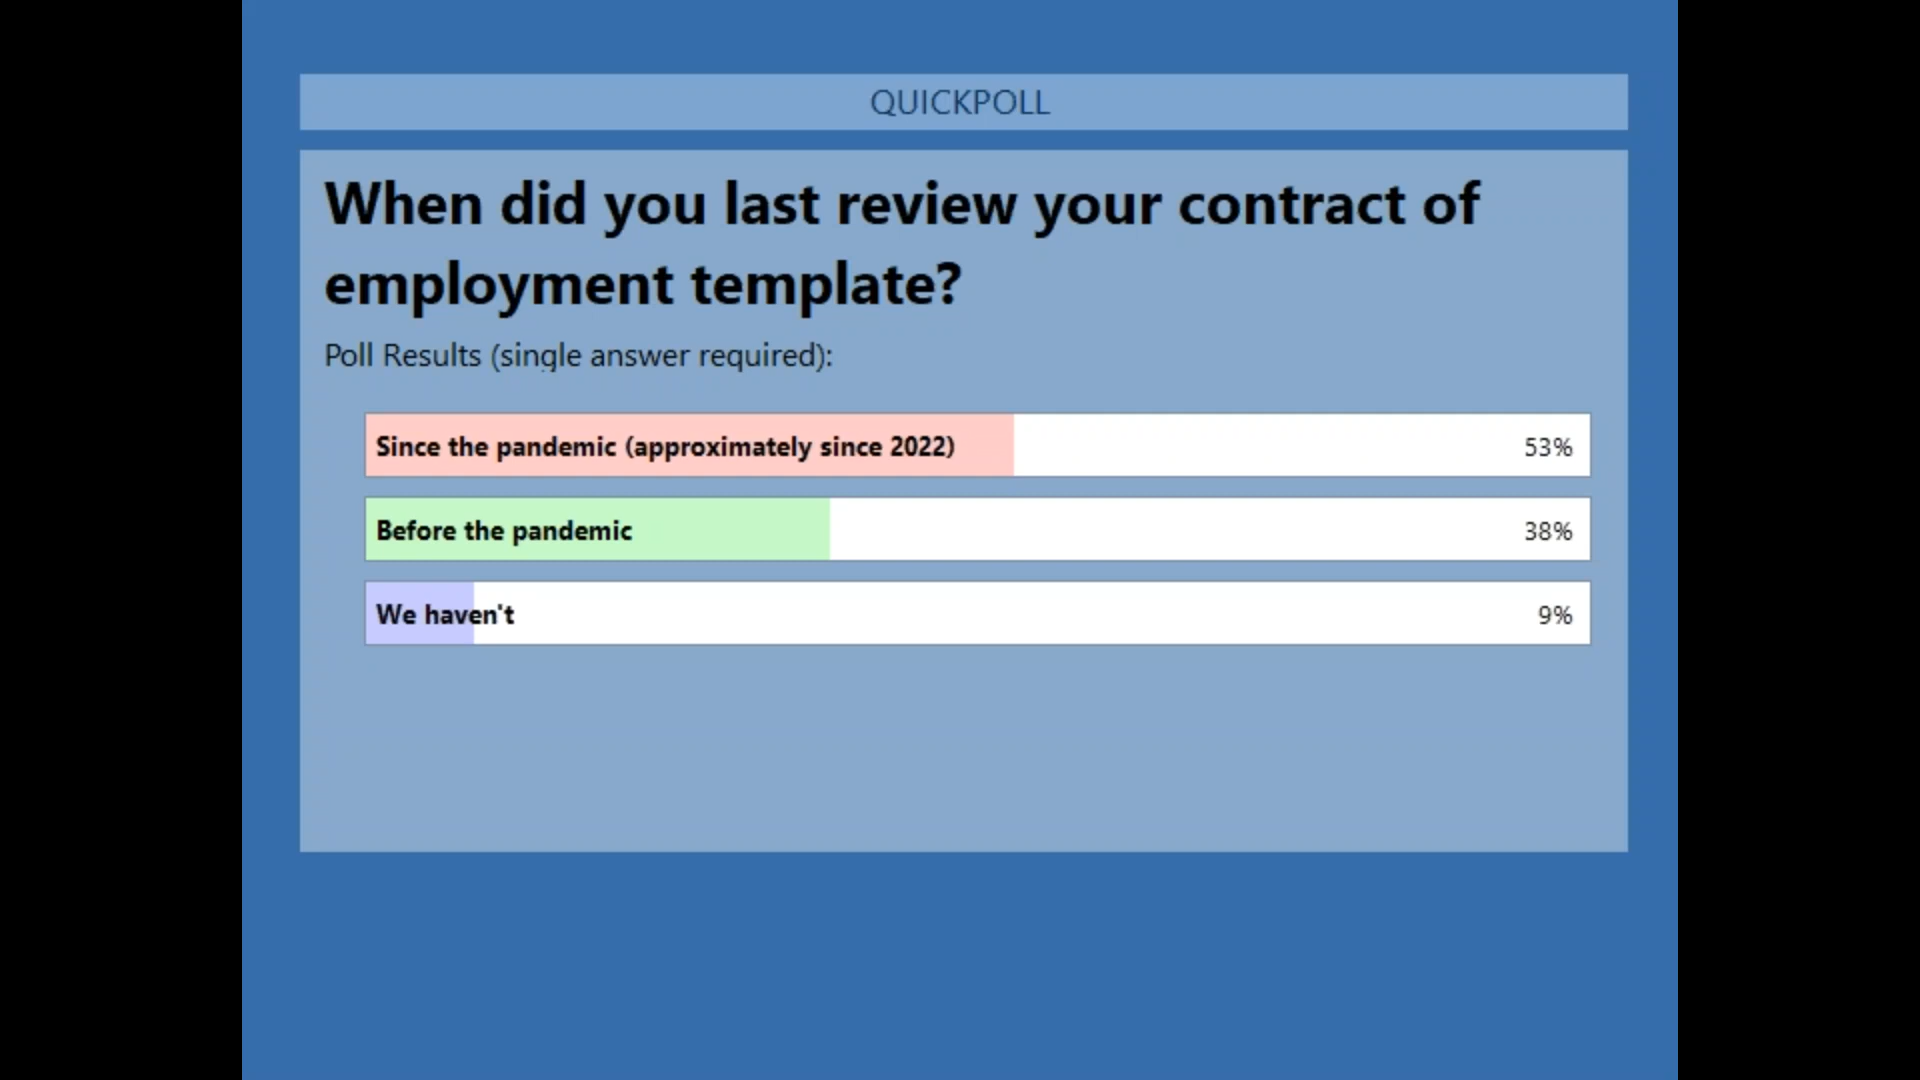 QUICKPOLL
When did you last review your contract of
employment template?
Poll Results (single answer required):
Since the pandemic (approximately since 2022) 53%
Before the pandemic 38%
We haven't 9%